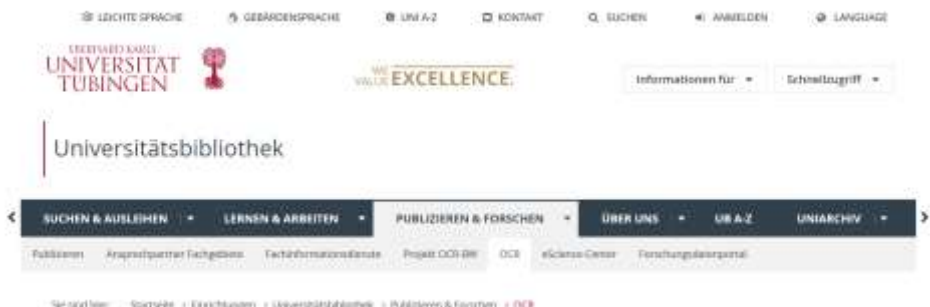 LEICHTE SPRACHE GEBÄRDENSPRACHE UNI A-Z KONTAKT SUCHEN ANMELDEN LANGUAGE
EBERHARD KARLS
UNIVERSITÄT
TÜBINGEN
WE
VALUE EXCELLENCE.
Informationen für Schnellzugriff
Universitätsbibliothek
SUCHEN & AUSLEIHEN LERNEN & ARBEITEN PUBLIZIEREN & FORSCHEN ÜBER UNS UB A-Z UNIARCHIV
Publizieren Ansprechpartner Fachgebiete Fachinformationsdienste Projekt OCR-BW OCR eScience-Center Forschungsdatenportal
Sie sind hier: Startseite > Einrichtungen > Universitätsbibliothek > Publizieren & Forschen > OCR